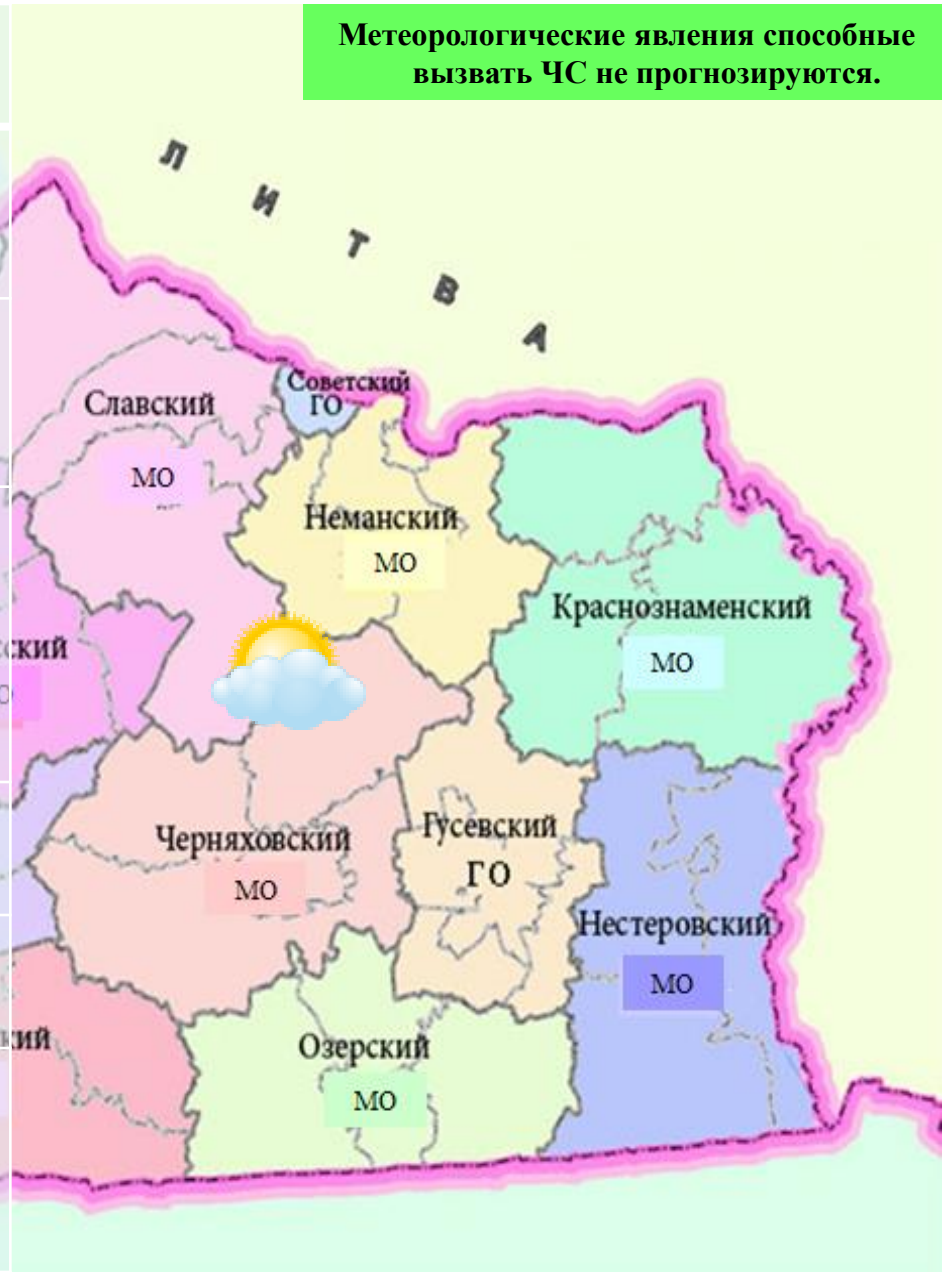 Метеорологические явления способные
вызвать ЧС не прогнозируются.
ЛИТВА
Советский
ГО
Славский
МО
Неманский
МО
Краснознаменский
МО
Черняховский
МО
Гусевский
ГО
Нестеровский
МО
Озерский
МО